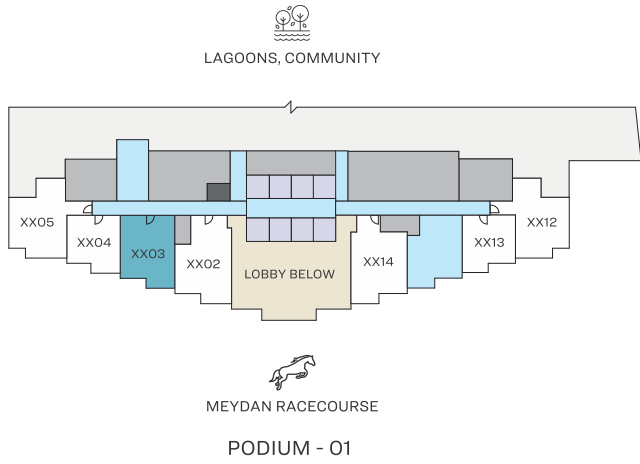 LAGOONS, COMMUNITY
XX05
XX04
XX03
XX02
LOBBY BELOW
XX14
XX13
XX12
MEYDAN RACECOURSE
PODIUM - 01